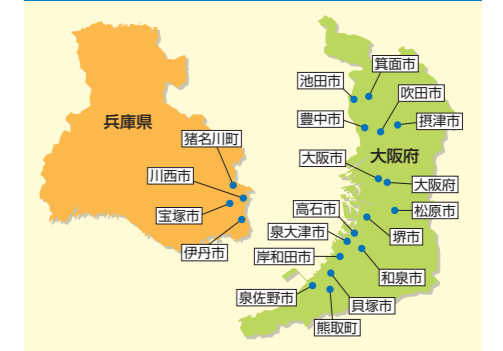 兵庫県
猪名川町
川西市
宝塚市
伊丹市
大阪府
池田市
箕面市
吹田市
豊中市
摂津市
大阪市
大阪府
高石市
松原市
泉大津市
堺市
岸和田市
和泉市
泉佐野市
貝塚市
熊取町